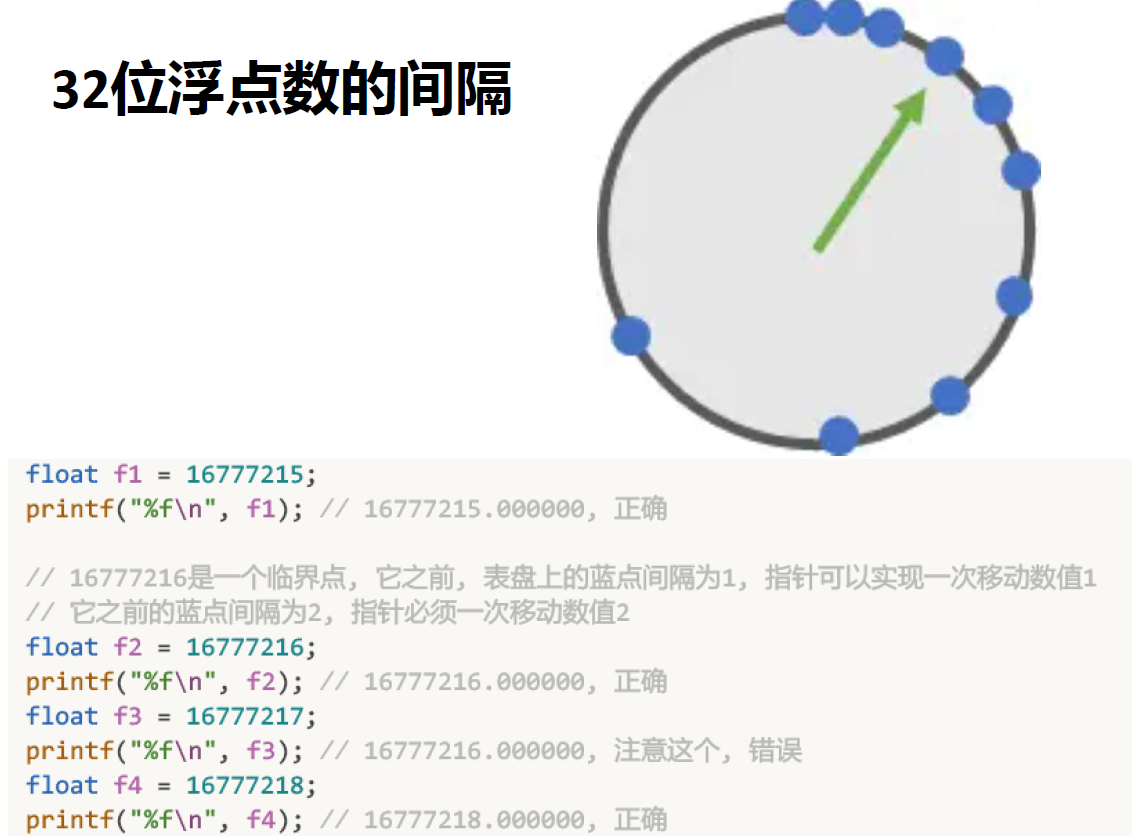 32位浮点数的间隔
float f1 = 16777215;
printf("%f\n", f1); // 16777215.000000, 正确
// 16777216是一个临界点, 它之前, 表盘上的蓝点间隔为1, 指针可以实现一次移动数值1
// 它之前的蓝点间隔为2, 指针必须一次移动数值2
float f2 = 16777216;
printf("%f\n", f2); // 16777216.000000, 正确
float f3 = 16777217;
printf("%f\n", f3); // 16777216.000000, 注意这个, 错误
float f4 = 16777218;
printf("%f\n", f4); // 16777218.000000, 正确